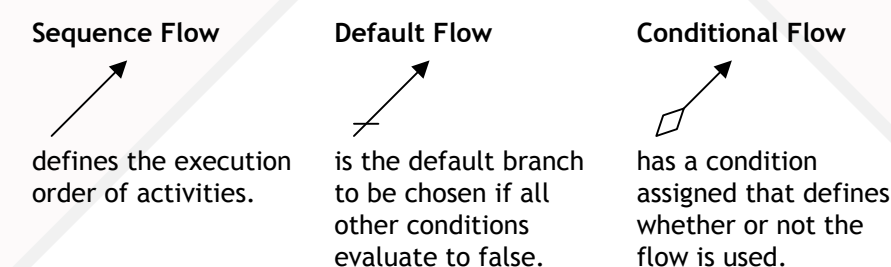 Sequence Flow
defines the execution
order of activities.
Default Flow
is the default branch
to be chosen if all
other conditions
evaluate to false.
Conditional Flow
has a condition
assigned that defines
whether or not the
flow is used.